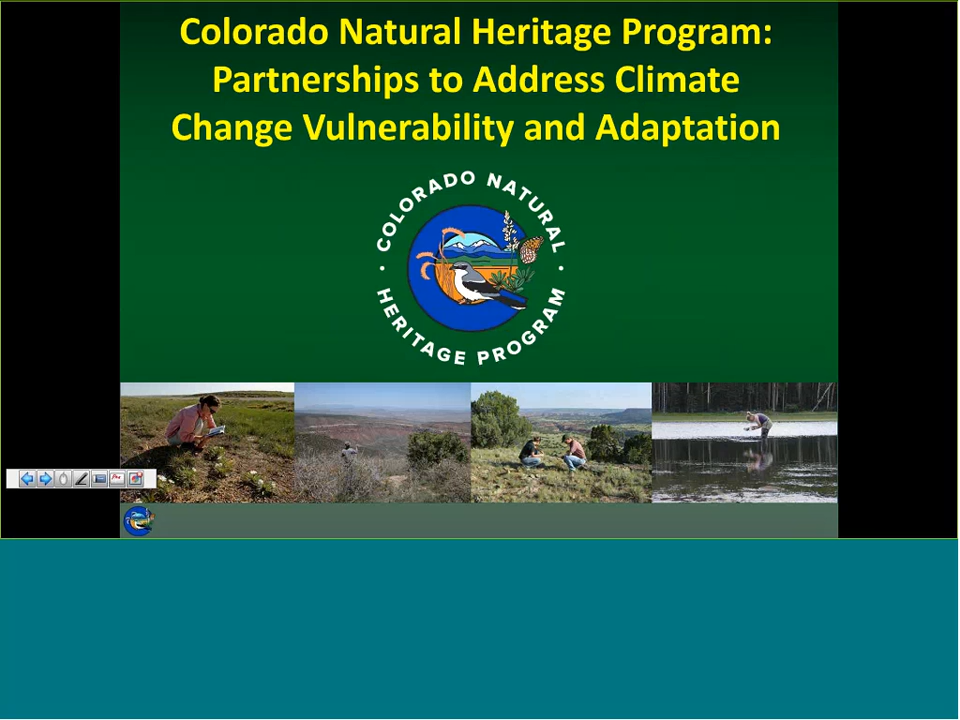 Colorado Natural Heritage Program:
Partnerships to Address Climate
Change Vulnerability and Adaptation
COLORADO NATURAL
HERITAGE PROGRAM